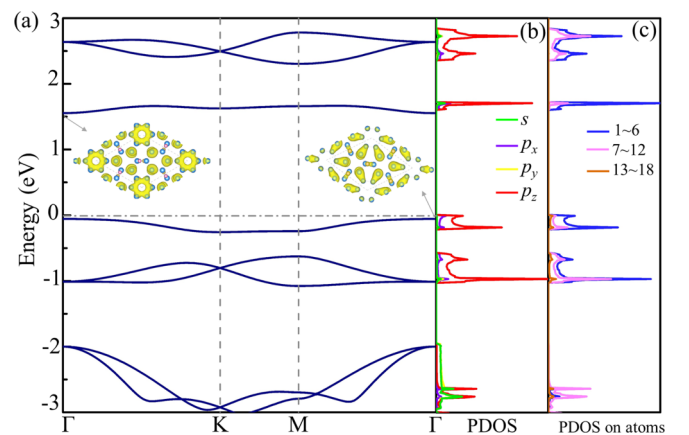 (a)
(b)
(c)
3
2
1
0
-1
-2
-3
Energy (eV)
s
px
py
pz
1~6
7~12
13~18
Γ K M Γ
PDOS
PDOS on atoms